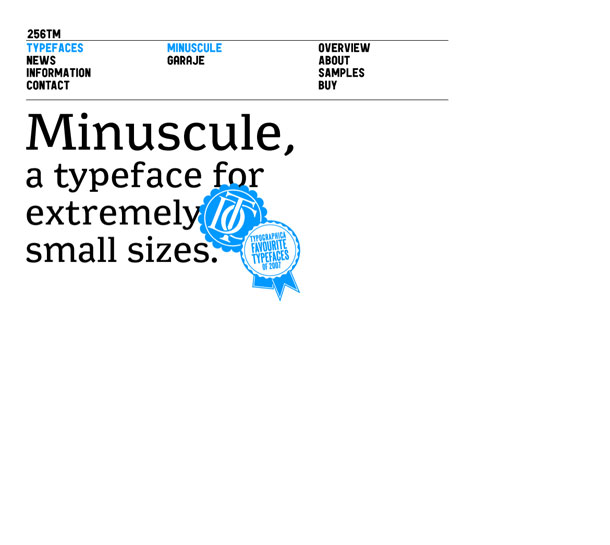 256TM
TYPEFACES
NEWS
INFORMATION
CONTACT
MINUSCULE
GARAJE
OVERVIEW
ABOUT
SAMPLES
BUY
Minuscule,
a typeface for
extremely
small sizes.
TYPOGRAPHICA
FAVOURITE
TYPEFACES
OF 2007